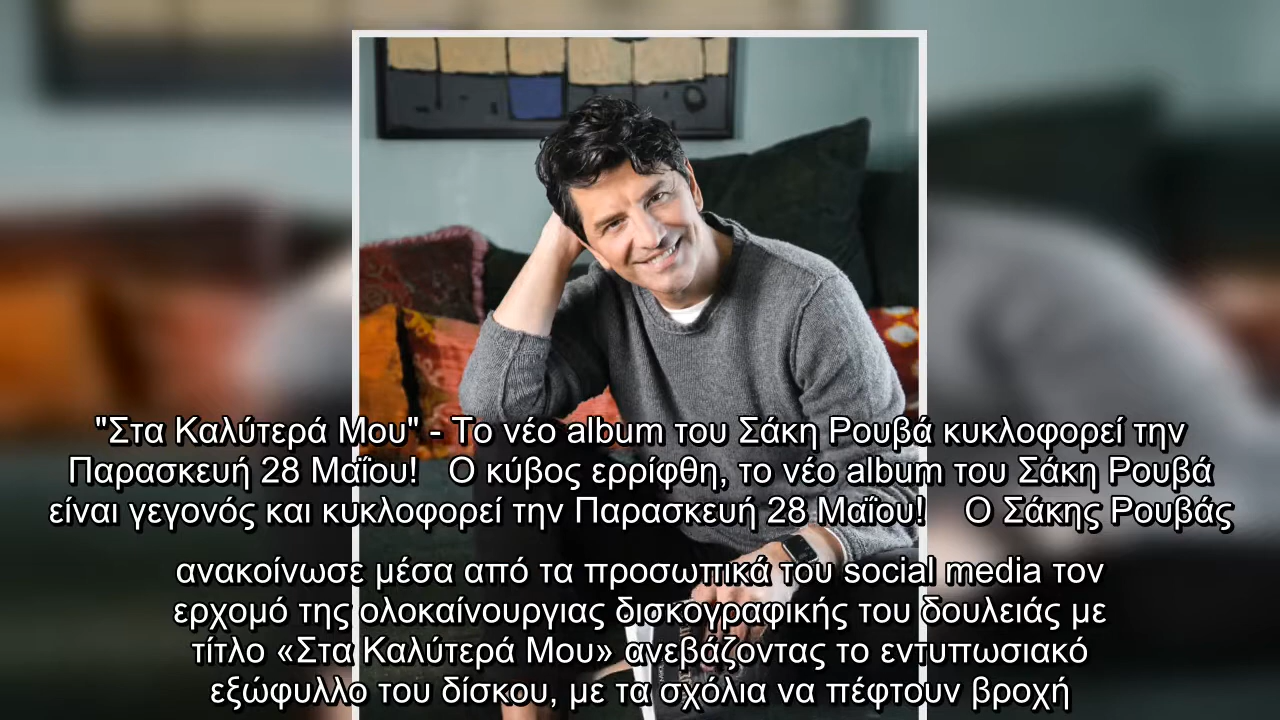 "Στα Καλύτερά Μου" - Το νέο album του Σάκη Ρουβά κυκλοφορεί την
Παρασκευή 28 Μαΐου! Ο κύβος ερρίφθη, το νέο album του Σάκη Ρουβά
είναι γεγονός και κυκλοφορεί την Παρασκευή 28 Μαΐου! Ο Σάκης Ρουβάς
ανακοίνωσε μέσα από τα προσωπικά του social media τον
ερχομό της ολοκαίνουργιας δισκογραφικής του δουλειάς με
τίτλο «Στα Καλύτερά Μου» ανεβάζοντας το εντυπωσιακό
εξώφυλλο του δίσκου, με τα σχόλια να πέφτουν βροχή